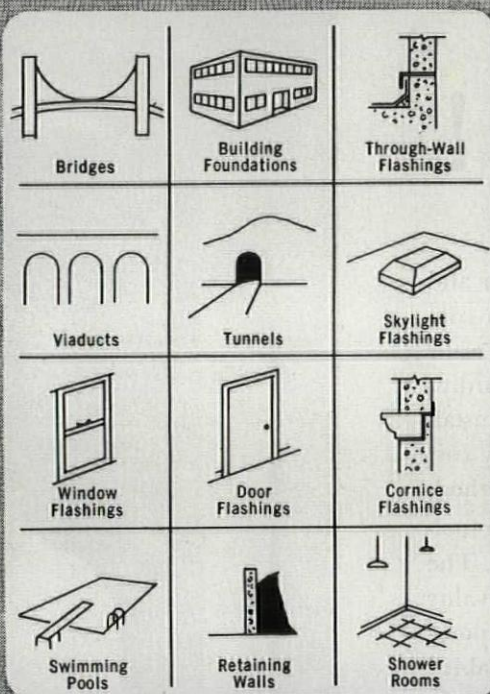 Bridges
Building
Foundations
Through-Wall
Flashings
Viaducts
Tunnels
Skylight
Flashings
Window
Flashings
Door
Flashings
Cornice
Flashings
Swimming
Pools
Retaining
Walls
Shower
Rooms